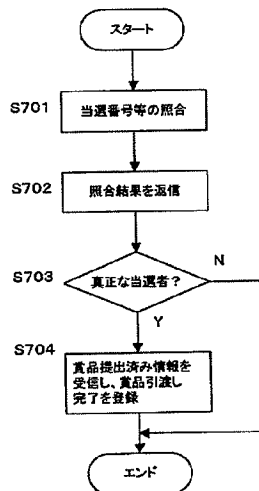 スタート
S701
当選番号等の照合
S702
照合結果を返信
S703
真正な当選者？
N
Y
S704
賞品提出済み情報を
受信し、賞品引渡し
完了を登録
エンド